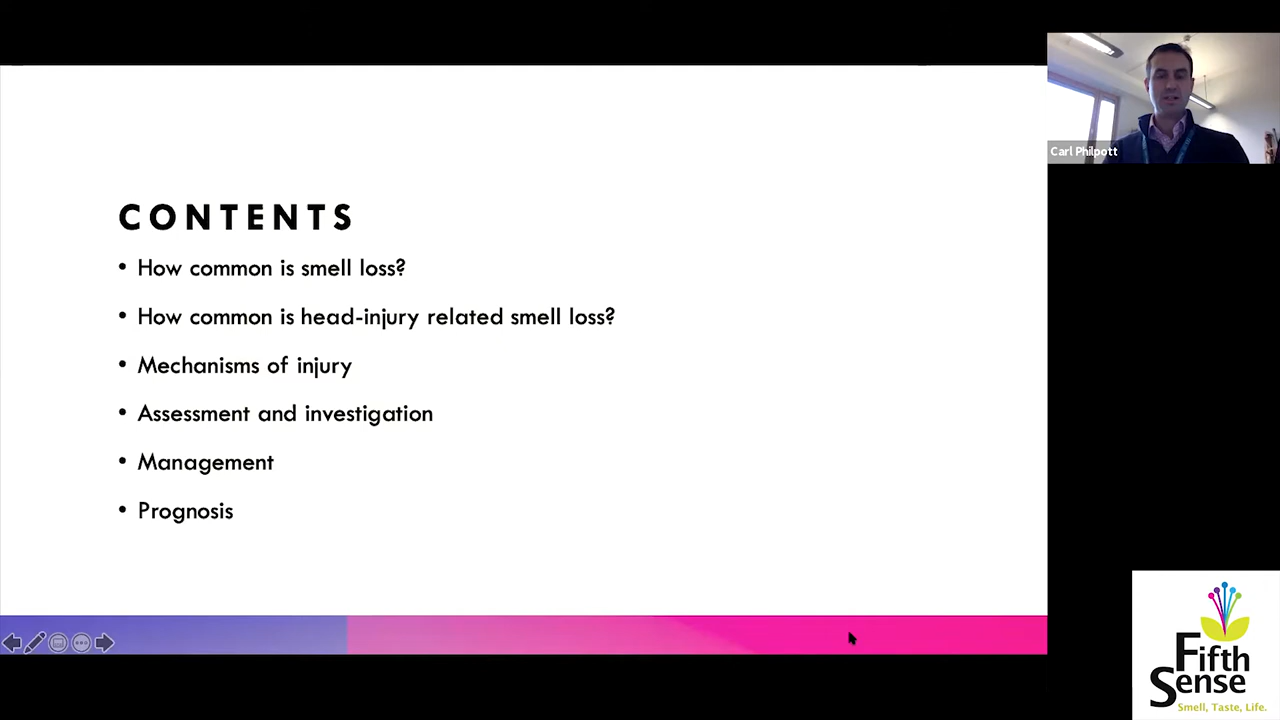 CONTENTS
• How common is smell loss?
• How common is head-injury related smell loss?
• Mechanisms of injury
• Assessment and investigation
• Management
• Prognosis
Carl Philpott
Fifth
Sense
Smell, Taste, Life.